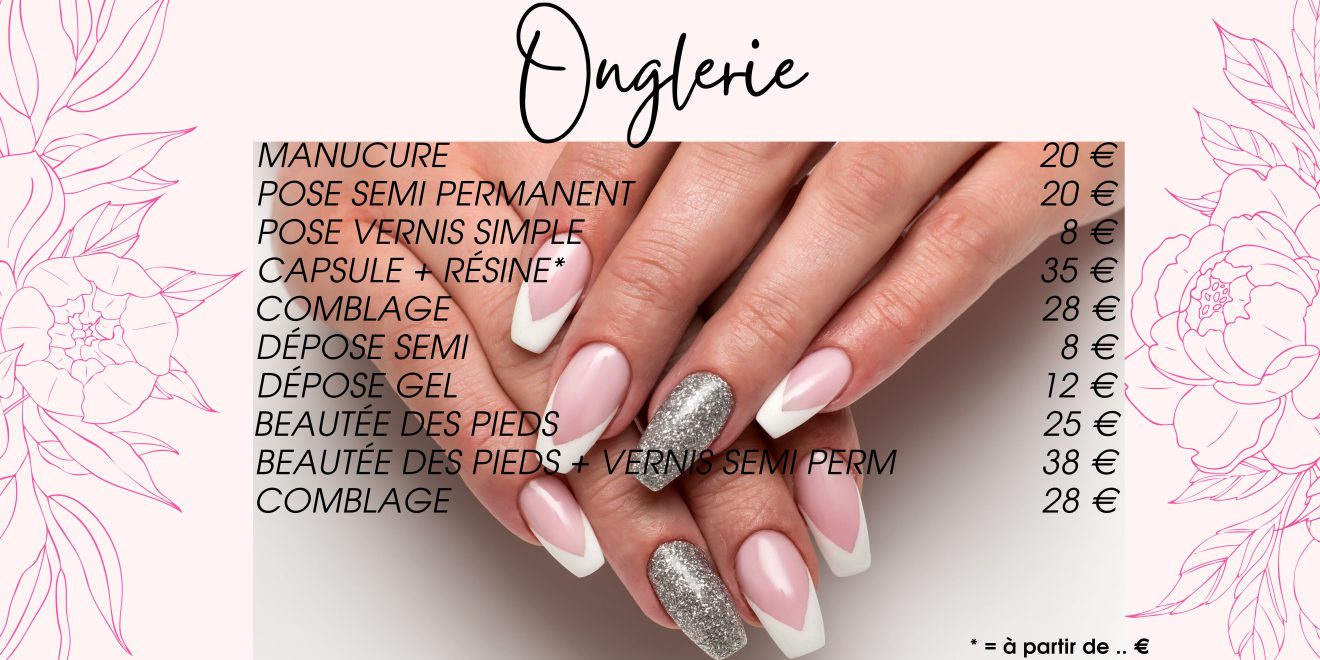 Onglerie
MANUCURE 20 €
POSE SEMI PERMANENT 20 €
POSE VERNIS SIMPLE 8 €
CAPSULE + RÉSINE* 35 €
COMBLAGE 28 €
DÉPOSE SEMI 8 €
DÉPOSE GEL 12 €
BEAUTÉE DES PIEDS 25 €
BEAUTÉE DES PIEDS + VERNIS SEMI PERM 38 €
COMBLAGE 28 €
* = à partir de .. €